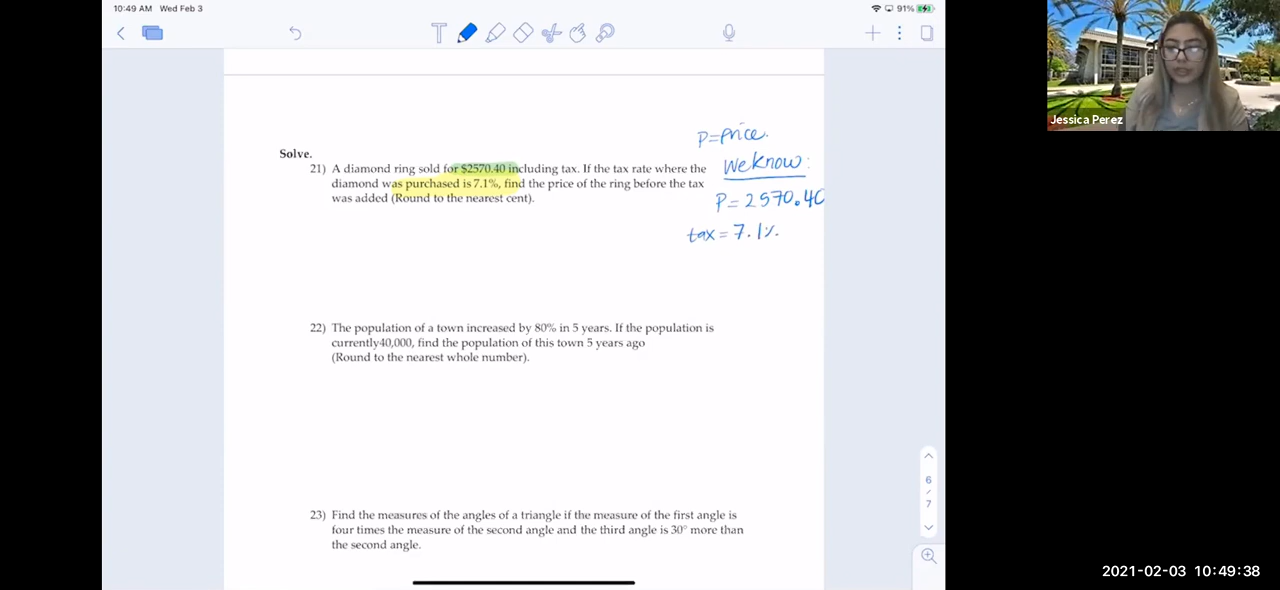 10:49 AM Wed Feb 3
91%
P=Price.
Solve.
21) A diamond ring sold for $2570.40 including tax. If the tax rate where the
We know:
diamond was purchased is 7.1%, find the price of the ring before the tax
was added (Round to the nearest cent).
P=2570.40
tax = 7.1%
22) The population of a town increased by 80% in 5 years. If the population is
currently40,000, find the population of this town 5 years ago
(Round to the nearest whole number).
23) Find the measures of the angles of a triangle if the measure of the first angle is
four times the measure of the second angle and the third angle is 30° more than
the second angle.
6
/
7
Jessica Perez
2021-02-03 10:49:38